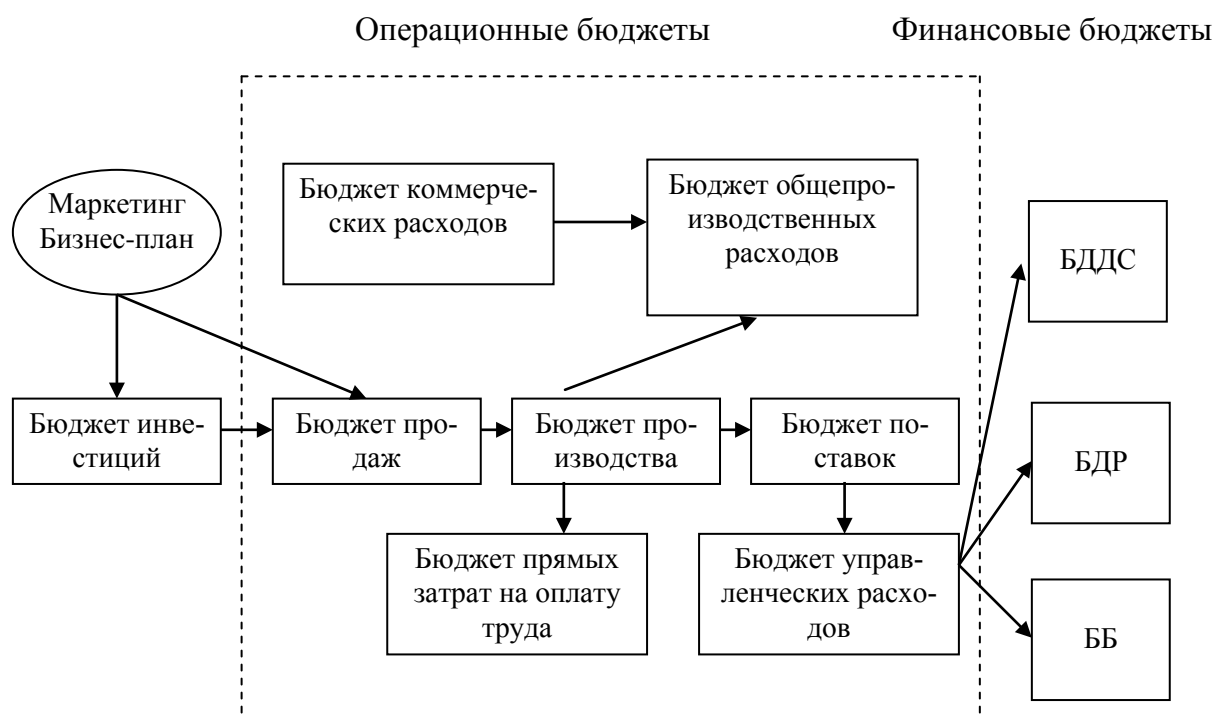 Операционные бюджеты
Финансовые бюджеты
Маркетинг
Бизнес-план
Бюджет коммерче-
ских расходов
Бюджет общепро-
изводственных
расходов
БДДС
Бюджет инве-
стиций
Бюджет про-
даж
Бюджет про-
изводства
Бюджет по-
ставок
БДР
Бюджет прямых
затрат на оплату
труда
Бюджет управ-
ленческих расхо-
дов
ББ